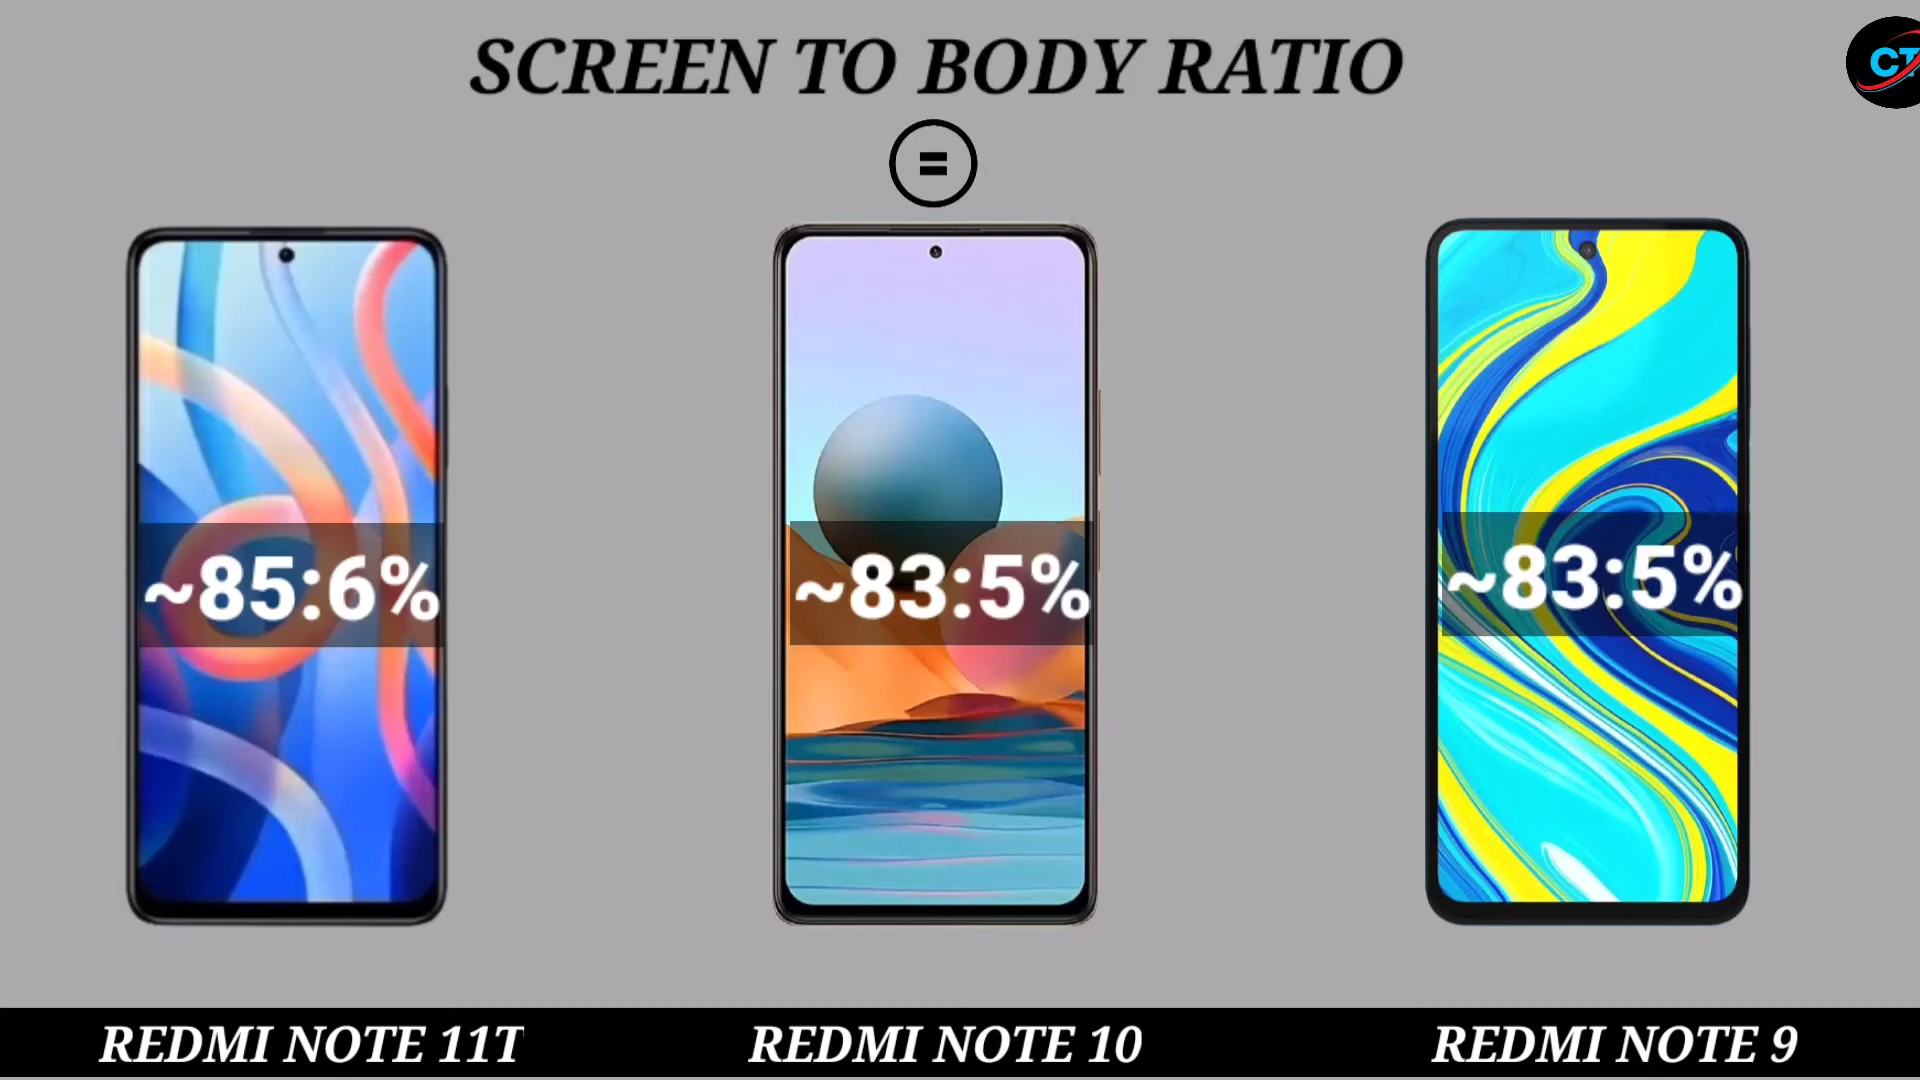 SCREEN TO BODY RATIO
CT
=
~85:6%
~83:5%
~83:5%
REDMI NOTE 11T
REDMI NOTE 10
REDMI NOTE 9